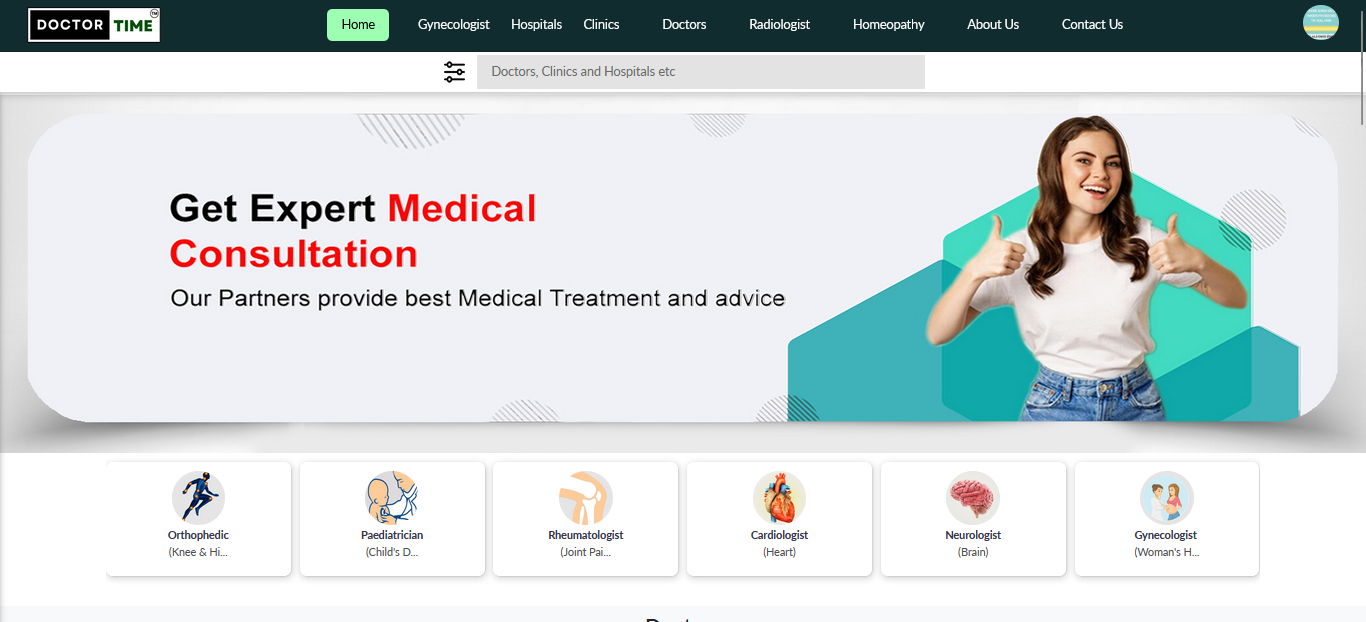 DOCTOR TIME
Home Gynecologist Hospitals Clinics Doctors Radiologist Homeopathy About Us Contact Us
Doctors, Clinics and Hospitals etc
Get Expert Medical
Consultation
Our Partners provide best Medical Treatment and advice
Orthophedic
(Knee & Hi...
Paediatrician
(Child's D...
Rheumatologist
(Joint Pai...
Cardiologist
(Heart)
Neurologist
(Brain)
Gynecologist
(Woman's H...